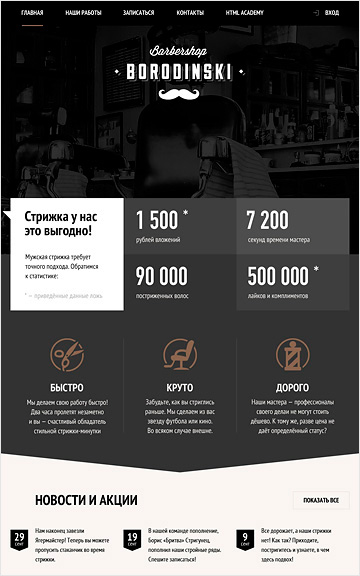 ГЛАВНАЯ НАШИ РАБОТЫ ЗАПИСАТЬСЯ КОНТАКТЫ HTML ACADEMY ВХОД
Barbershop
BORODINSKI
Стрижка у нас
это выгодно!
Мужская стрижка требует
точного подхода. Обратимся
к статистике:
* — приведённые данные ложь
1 500 *
рублей вложений
7 200
секунд времени мастера
90 000
постриженных волос
500 000 *
лайков и комплиментов
БЫСТРО
Мы делаем свою работу быстро!
Два часа пролетят незаметно
и вы — счастливый обладатель
стильной стрижки-минутки
КРУТО
Забудьте, как вы стриглись
раньше. Мы сделаем из вас
звезду футбола или кино.
Во всяком случае внешне.
ДОРОГО
Наши мастера — профессионалы
своего дела и не могут стоить
дёшево. К тому же, разве цена не
даёт определённый статус?
НОВОСТИ И АКЦИИ
ПОКАЗАТЬ ВСЕ
29
сент
Нам наконец завезли
Ягермайстер! Теперь вы можете
пропустить стаканчик во время
стрижки.
19
сент
В нашей команде пополнение,
Борис «Бритва» Стригунец,
пополнил наши стройные ряды.
Спешите записаться!
9
сент
Все дорожает, а наши стрижки
нет! Как так? Приходите,
постригитесь и узнаете, в чем
здесь подвох!